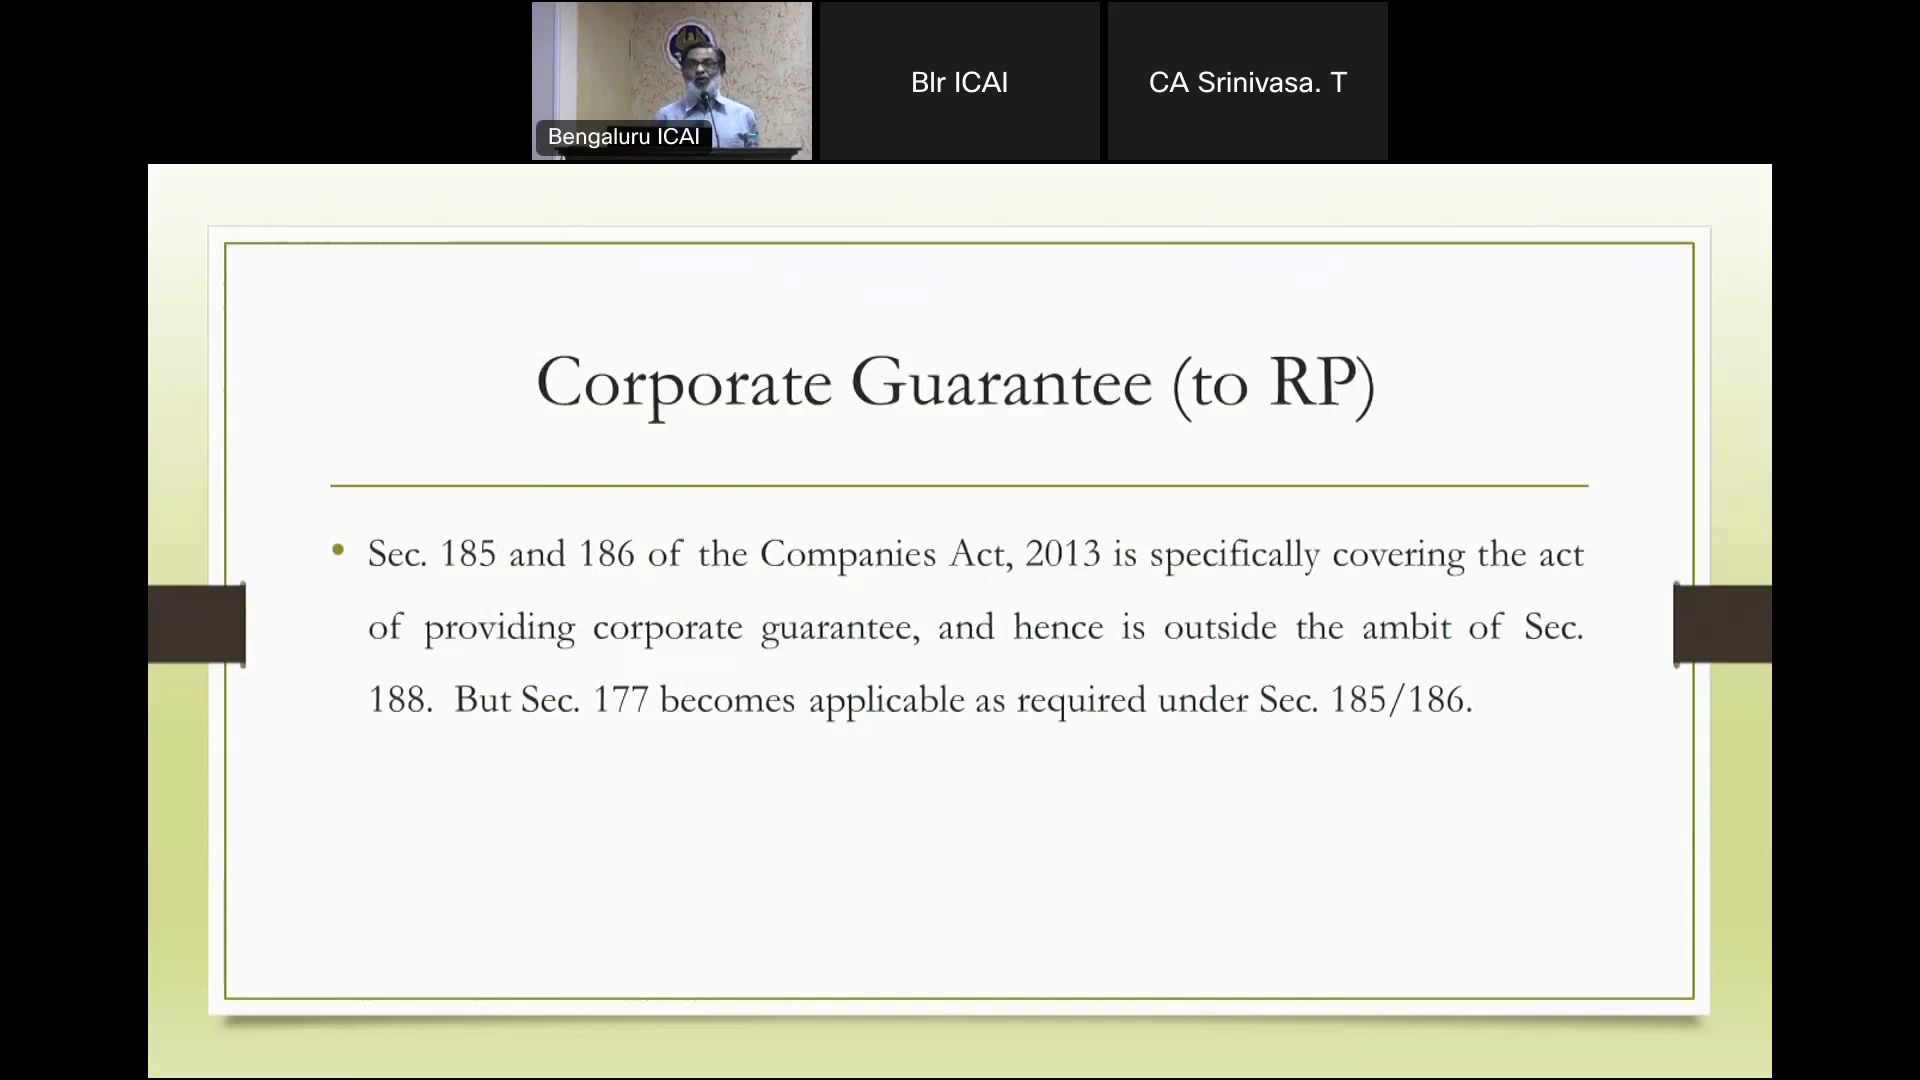 Bengaluru ICAI
Blr ICAI
CA Srinivasa. T
Corporate Guarantee (to RP)
• Sec. 185 and 186 of the Companies Act, 2013 is specifically covering the act
of providing corporate guarantee, and hence is outside the ambit of Sec.
188. But Sec. 177 becomes applicable as required under Sec. 185/186.